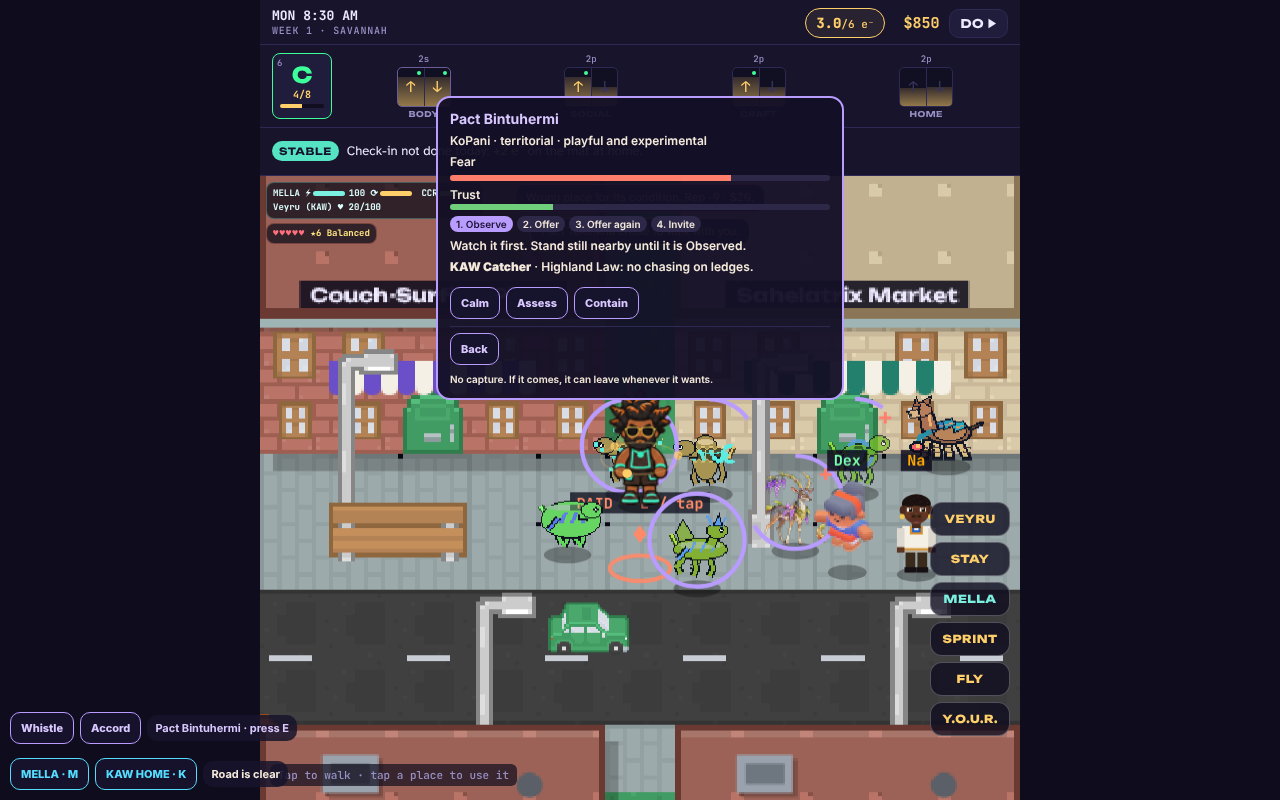 MON 8:30 AM
WEEK 1 · SAVANNAH
3.0/6 e⁻
$850
DO ▶
6
C
4/8
2s
2p
2p
2p
BODY
HOME
STABLE
Check-in not do
Pact Bintuhermi
KoPani · territorial · playful and experimental
Fear
Trust
1. Observe
2. Offer
3. Offer again
4. Invite
Watch it first. Stand still nearby until it is Observed.
KAW Catcher · Highland Law: no chasing on ledges.
Calm
Assess
Contain
Back
No capture. If it comes, it can leave whenever it wants.
MELLA ⚡ 100 ⟳ CCR
Veyru (KAW) ♥ 20/100
♥♥♥♥♥ ★6 Balanced
Couch-Sur
Sahelatrix Market
Dex
Na
PAID / tap
VEYRU
STAY
MELLA
SPRINT
FLY
Y.O.U.R.
Whistle
Accord
Pact Bintuhermi · press E
MELLA · M
KAW HOME · K
Road is clear
ap to walk · tap a place to use it